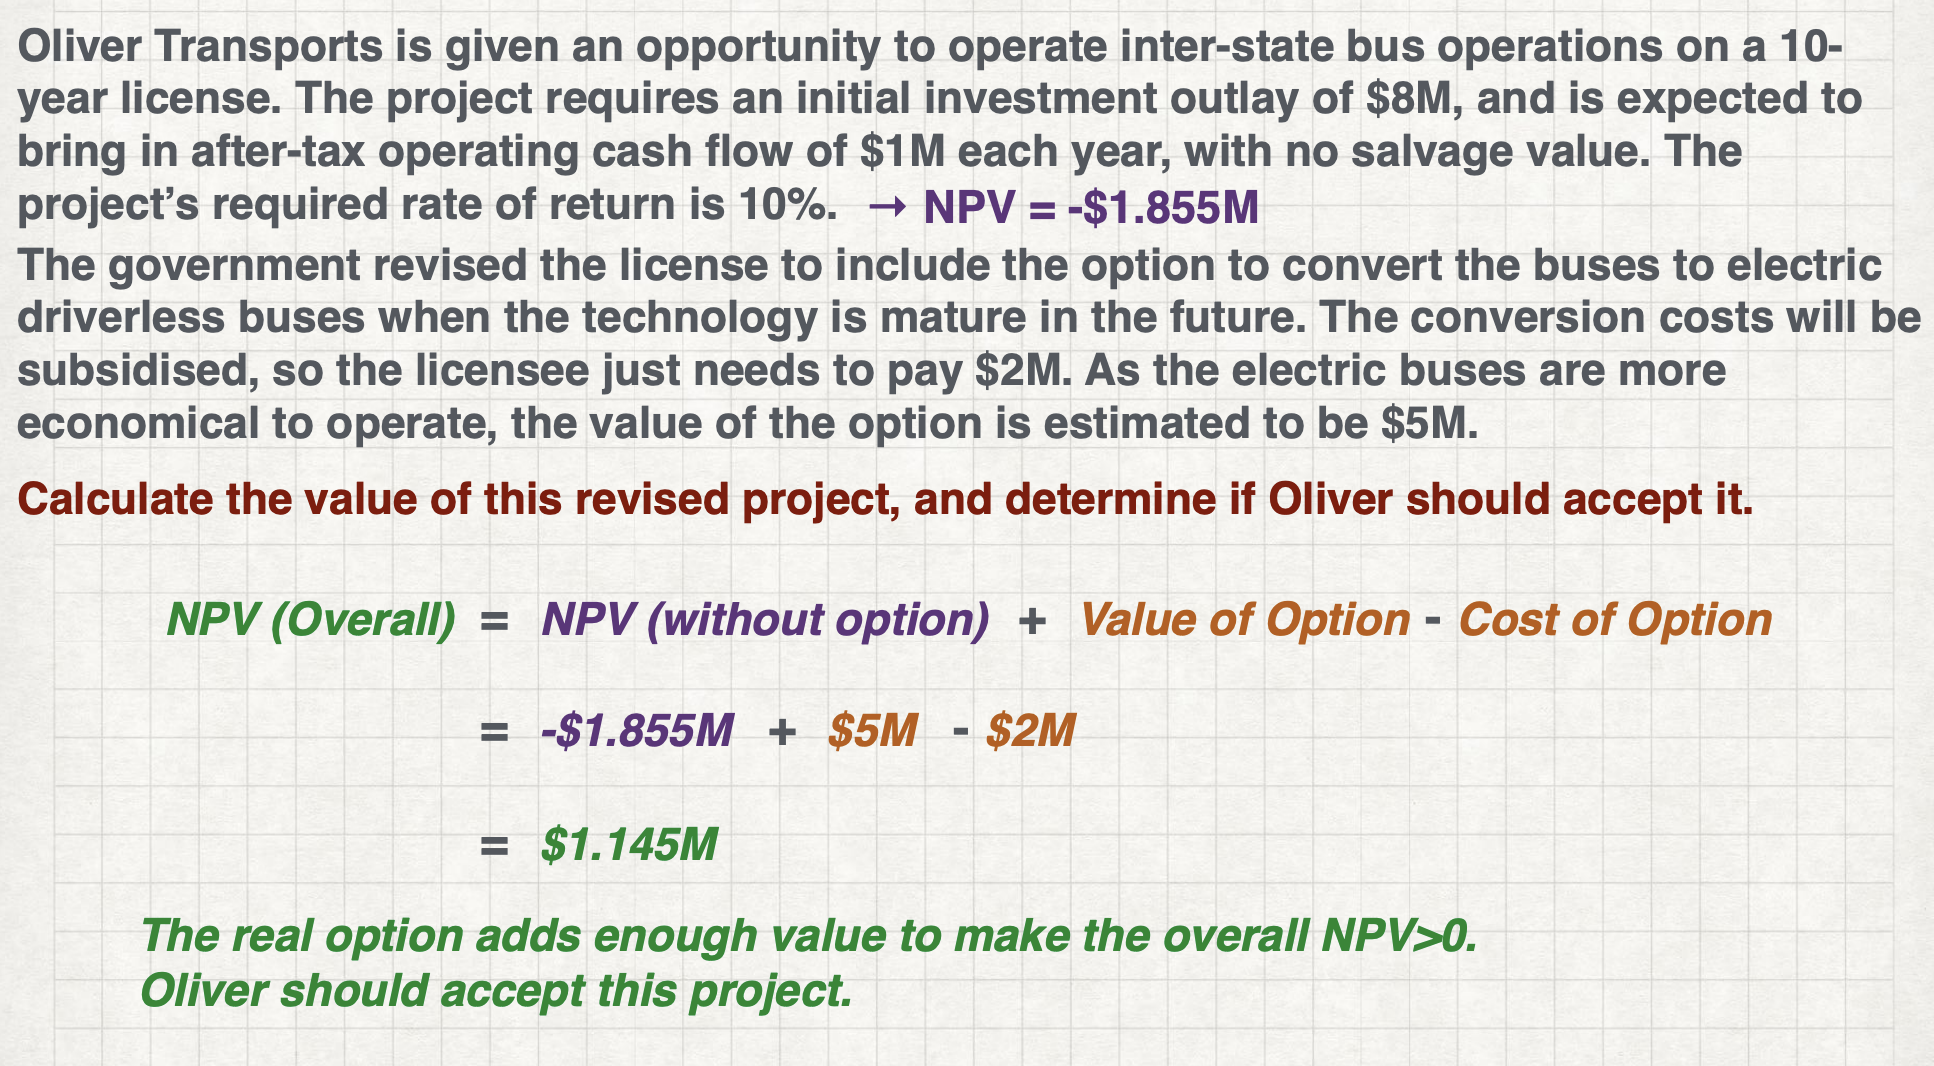 Oliver Transports is given an opportunity to operate inter-state bus operations on a 10-
year license. The project requires an initial investment outlay of $8M, and is expected to
bring in after-tax operating cash flow of $1M each year, with no salvage value. The
project’s required rate of return is 10%. → NPV = -$1.855M
The government revised the license to include the option to convert the buses to electric
driverless buses when the technology is mature in the future. The conversion costs will be
subsidised, so the licensee just needs to pay $2M. As the electric buses are more
economical to operate, the value of the option is estimated to be $5M.
Calculate the value of this revised project, and determine if Oliver should accept it.
NPV (Overall) = NPV (without option) + Value of Option - Cost of Option
= -$1.855M + $5M - $2M
= $1.145M
The real option adds enough value to make the overall NPV>0.
Oliver should accept this project.